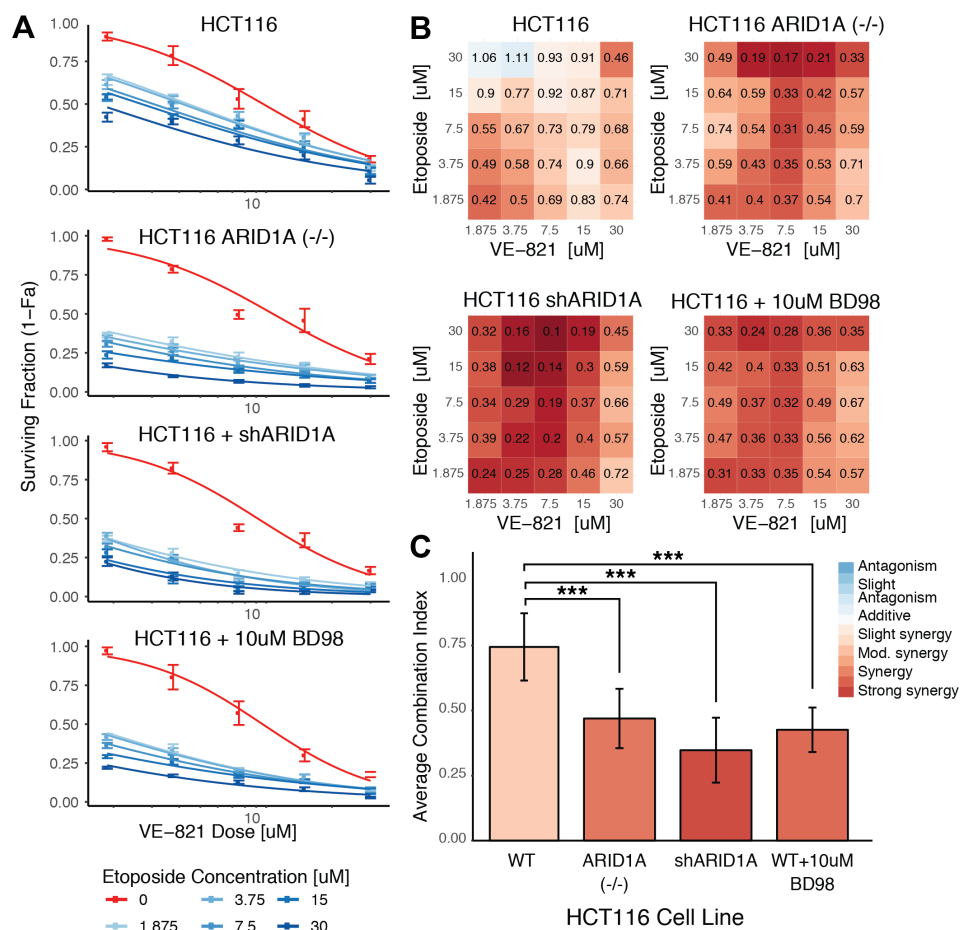 A
HCT116
1.00
0.75
0.50
0.25
0.00
10
HCT116 ARID1A (-/-)
1.00
0.75
0.50
0.25
0.00
10
HCT116 + shARID1A
1.00
0.75
0.50
0.25
0.00
10
HCT116 + 10uM BD98
1.00
0.75
0.50
0.25
0.00
10
Surviving Fraction (1−Fa)
VE−821 Dose [uM]
Etoposide Concentration [uM]
0 3.75 15
1.875 7.5 30
B
HCT116
Etoposide [uM]
30 1.06 1.11 0.93 0.91 0.46
15 0.9 0.77 0.92 0.87 0.71
7.5 0.55 0.67 0.73 0.79 0.68
3.75 0.49 0.58 0.74 0.9 0.66
1.875 0.42 0.5 0.69 0.83 0.74
1.875 3.75 7.5 15 30
VE−821 [uM]
HCT116 ARID1A (-/-)
Etoposide [uM]
30 0.49 0.19 0.17 0.21 0.33
15 0.64 0.59 0.33 0.42 0.57
7.5 0.74 0.54 0.31 0.45 0.59
3.75 0.59 0.43 0.35 0.53 0.71
1.875 0.41 0.4 0.37 0.54 0.7
1.875 3.75 7.5 15 30
VE−821 [uM]
HCT116 shARID1A
Etoposide [uM]
30 0.32 0.16 0.1 0.19 0.45
15 0.38 0.12 0.14 0.3 0.59
7.5 0.34 0.29 0.19 0.37 0.66
3.75 0.39 0.22 0.2 0.4 0.57
1.875 0.24 0.25 0.28 0.46 0.72
1.875 3.75 7.5 15 30
VE−821 [uM]
HCT116 + 10uM BD98
Etoposide [uM]
30 0.33 0.24 0.28 0.36 0.35
15 0.42 0.4 0.33 0.51 0.63
7.5 0.49 0.37 0.32 0.49 0.67
3.75 0.47 0.36 0.33 0.56 0.62
1.875 0.31 0.33 0.35 0.54 0.57
1.875 3.75 7.5 15 30
VE−821 [uM]
C
Average Combination Index
1.00
0.75
0.50
0.25
0.00
***
***
***
WT ARID1A shARID1A WT+10uM
(-/-) BD98
HCT116 Cell Line
Antagonism
Slight
Antagonism
Additive
Slight synergy
Mod. synergy
Synergy
Strong synergy